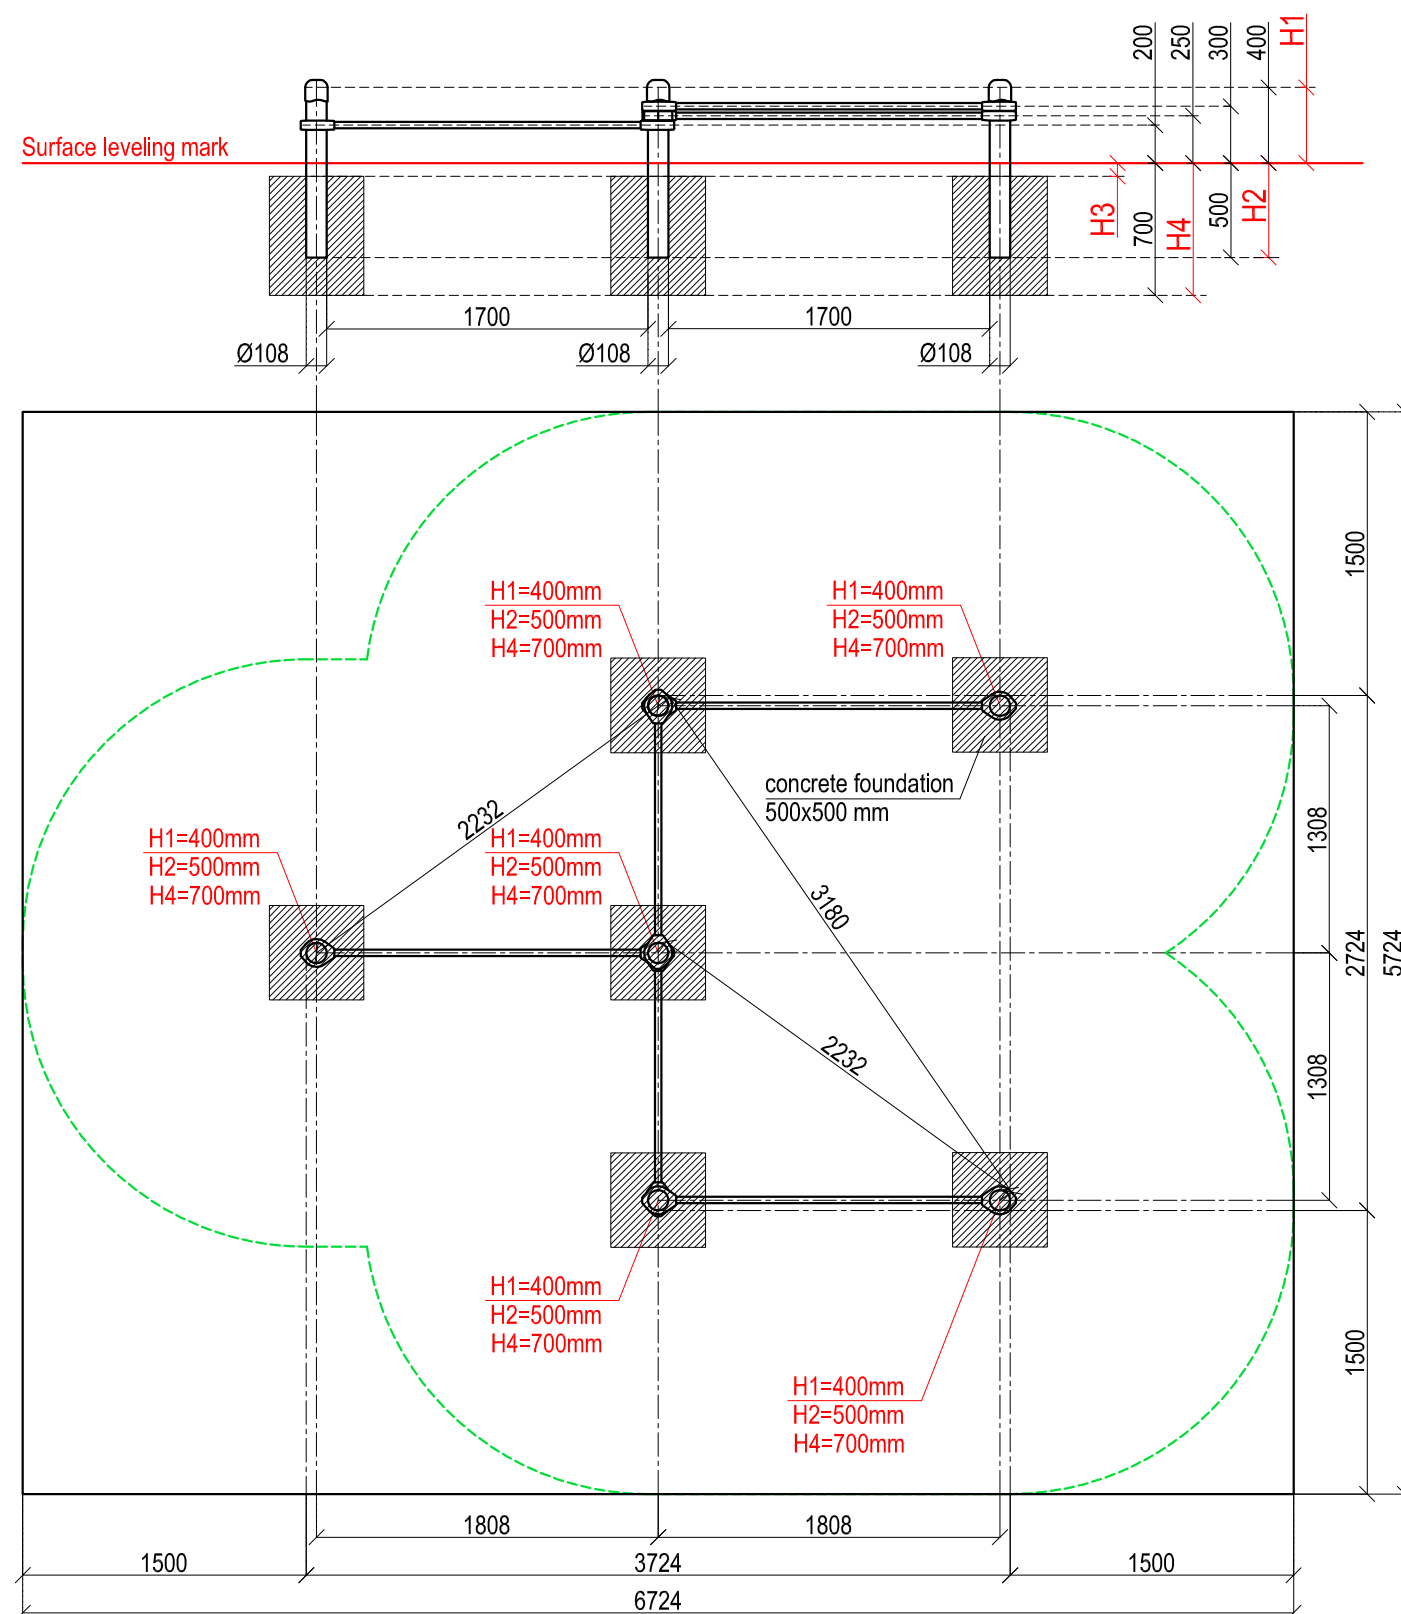 200
250
300
400
H1
Surface leveling mark
H3
700
H4
500
H2
1700
1700
Ø108
Ø108
Ø108
1500
H1=400mm
H2=500mm
H4=700mm
H1=400mm
H2=500mm
H4=700mm
concrete foundation
500x500 mm
2232
1308
H1=400mm
H2=500mm
H4=700mm
H1=400mm
H2=500mm
H4=700mm
3180
2724
5724
2232
1308
H1=400mm
H2=500mm
H4=700mm
1500
H1=400mm
H2=500mm
H4=700mm
1808
1808
1500
3724
1500
6724